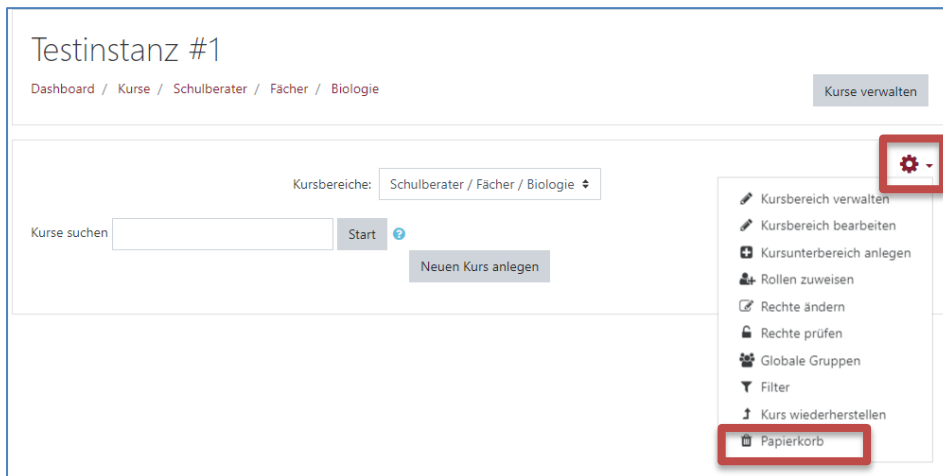 Testinstanz #1
Dashboard / Kurse / Schulberater / Fächer / Biologie
Kurse verwalten
Kursbereiche: Schulberater / Fächer / Biologie
Kurse suchen Start
Neuen Kurs anlegen
Kursbereich verwalten
Kursbereich bearbeiten
Kursunterbereich anlegen
Rollen zuweisen
Rechte ändern
Rechte prüfen
Globale Gruppen
Filter
Kurs wiederherstellen
Papierkorb